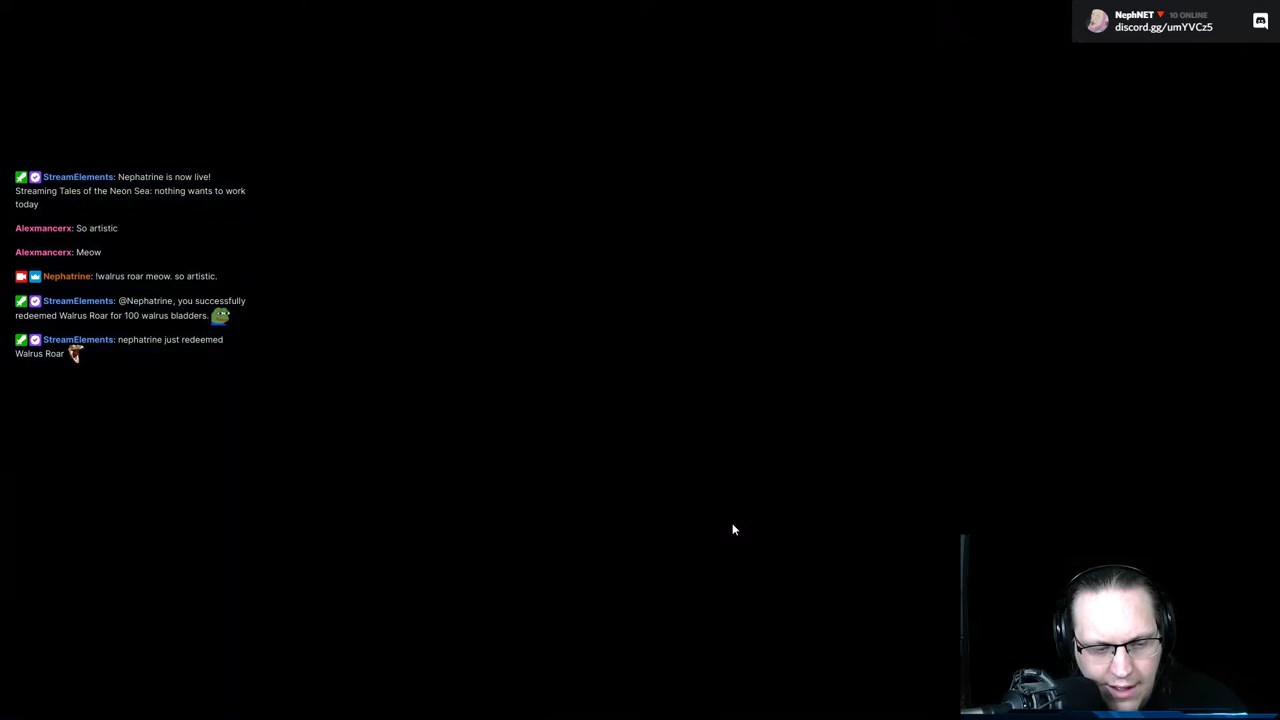 NephNET 10 ONLINE
discord.gg/umYVCz5
StreamElements: Nephatrine is now live!
Streaming Tales of the Neon Sea: nothing wants to work
today
Alexmancerx: So artistic
Alexmancerx: Meow
Nephatrine: !walrus roar meow. so artistic.
StreamElements: @Nephatrine, you successfully
redeemed Walrus Roar for 100 walrus bladders.
StreamElements: nephatrine just redeemed
Walrus Roar